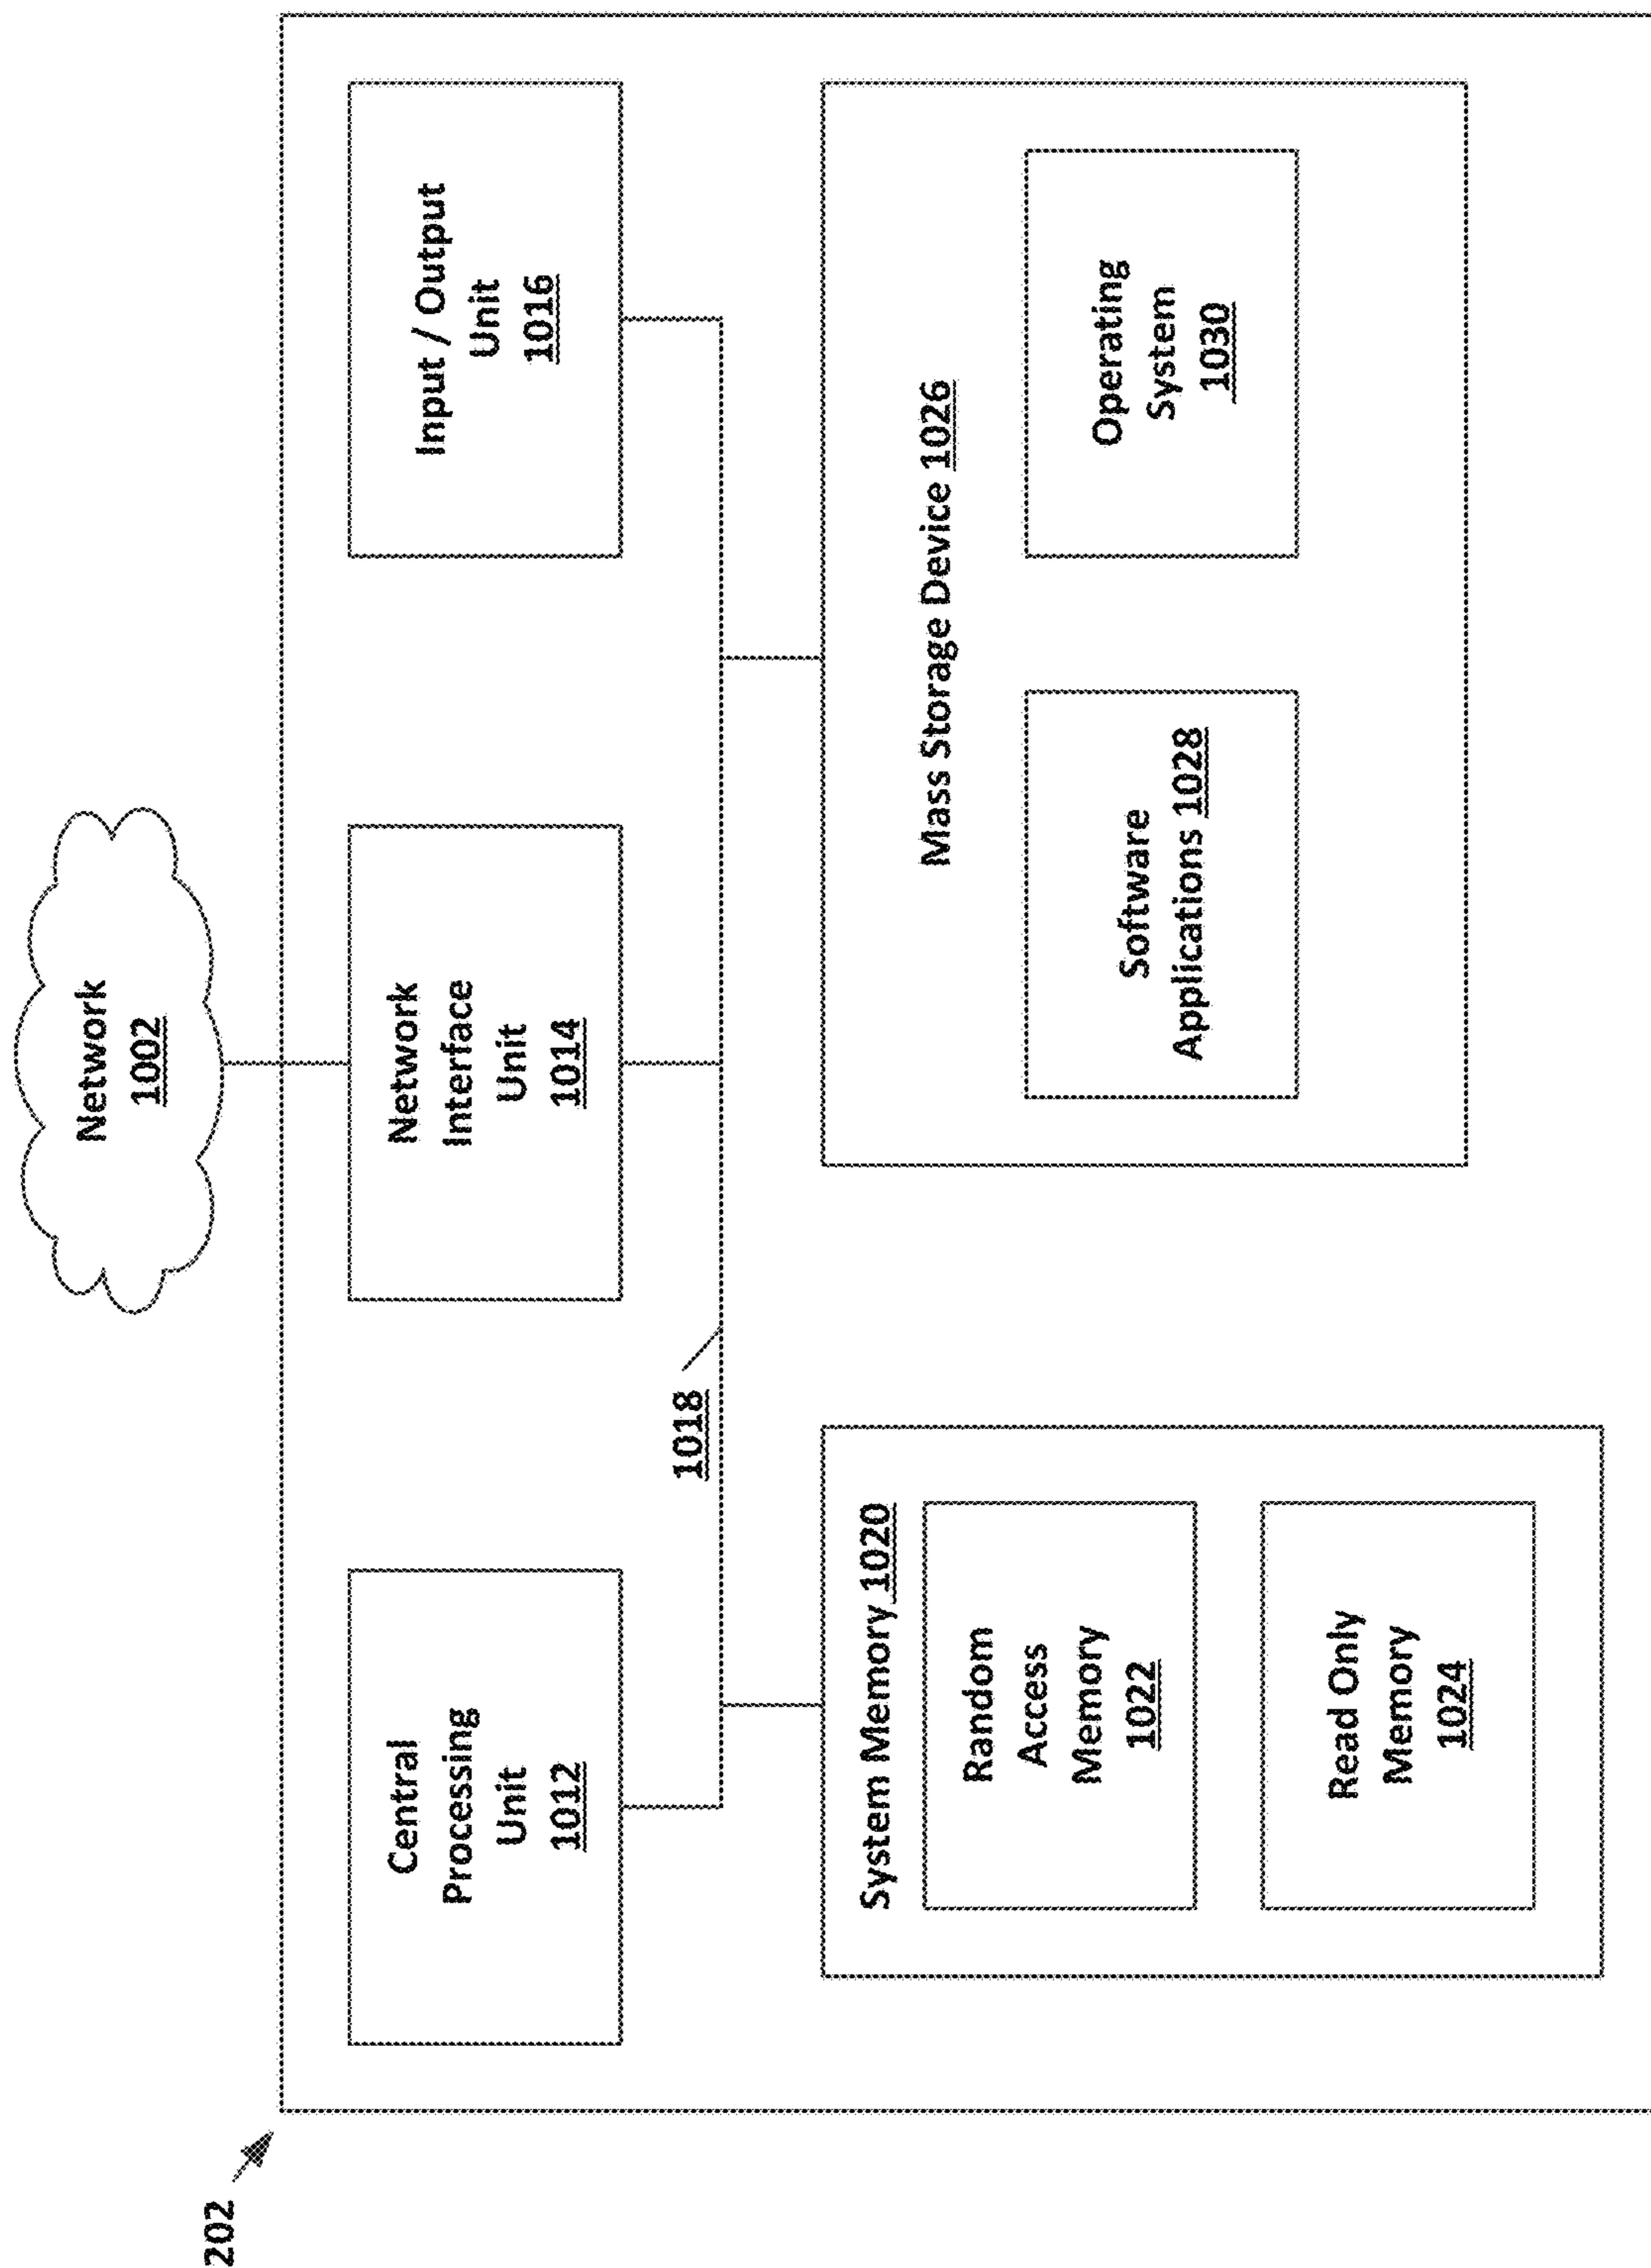 202
Network
1002
Central
Processing
Unit
1012
Network
Interface
Unit
1014
Input / Output
Unit
1016
1018
System Memory 1020
Random
Access
Memory
1022
Read Only
Memory
1024
Mass Storage Device 1026
Software
Applications 1028
Operating
System
1030